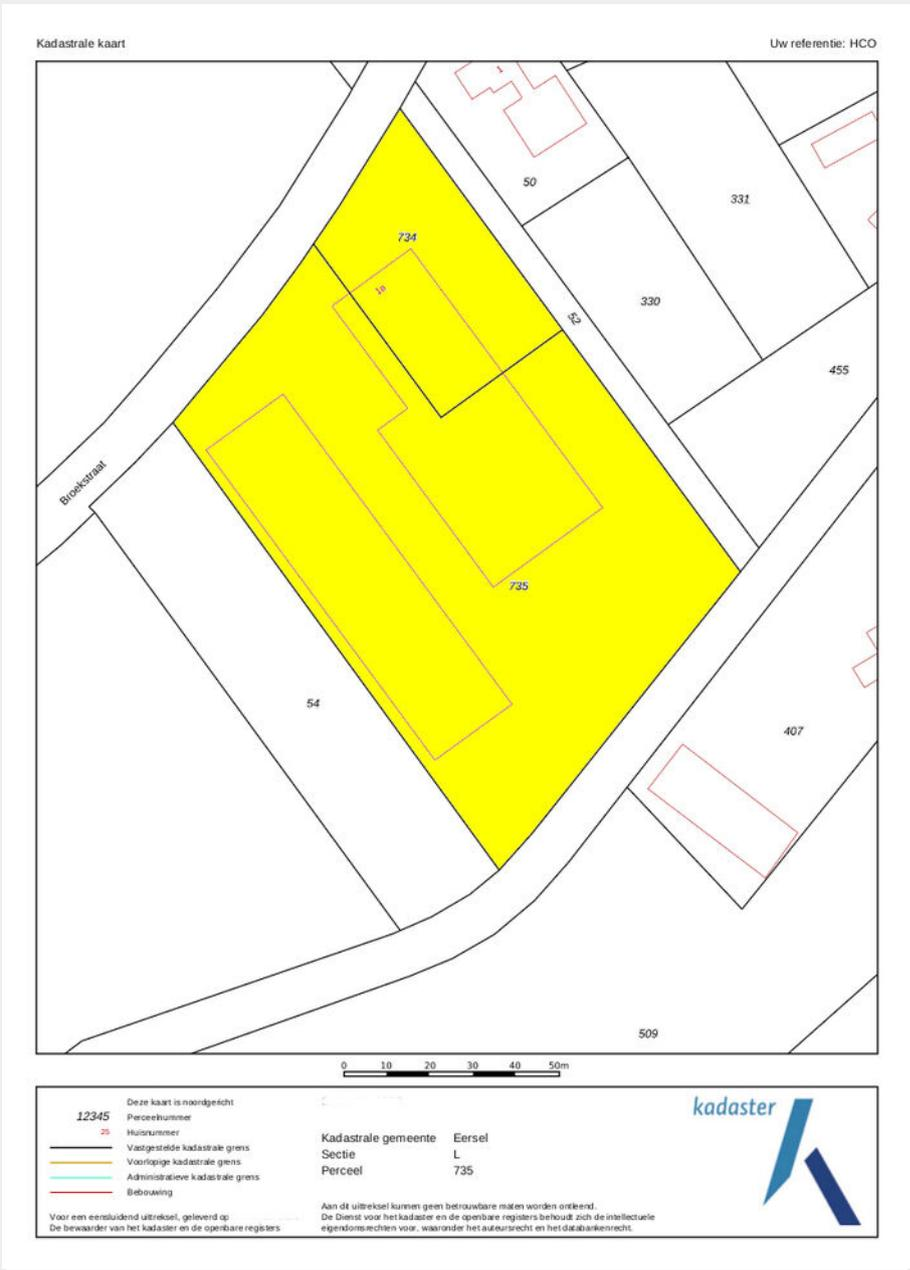 Kadastrale kaart
Uw referentie: HCO
1
50
331
734
1a
52
330
455
Broekstraat
735
54
407
509
0 10 20 30 40 50m
Deze kaart is noordgericht
12345 Perceelnummer
25 Huisnummer
Vastgestelde kadastrale grens
Voorlopige kadastrale grens
Administratieve kadastrale grens
Bebouwing
Voor een eensluidend uittreksel, geleverd op
De bewaarder van het kadaster en de openbare registers
Kadastrale gemeente Eersel
Sectie L
Perceel 735
Aan dit uittreksel kunnen geen betrouwbare maten worden ontleend.
De Dienst voor het kadaster en de openbare registers behoudt zich de intellectuele
eigendomsrechten voor, waaronder het auteursrecht en het databankenrecht.
kadaster